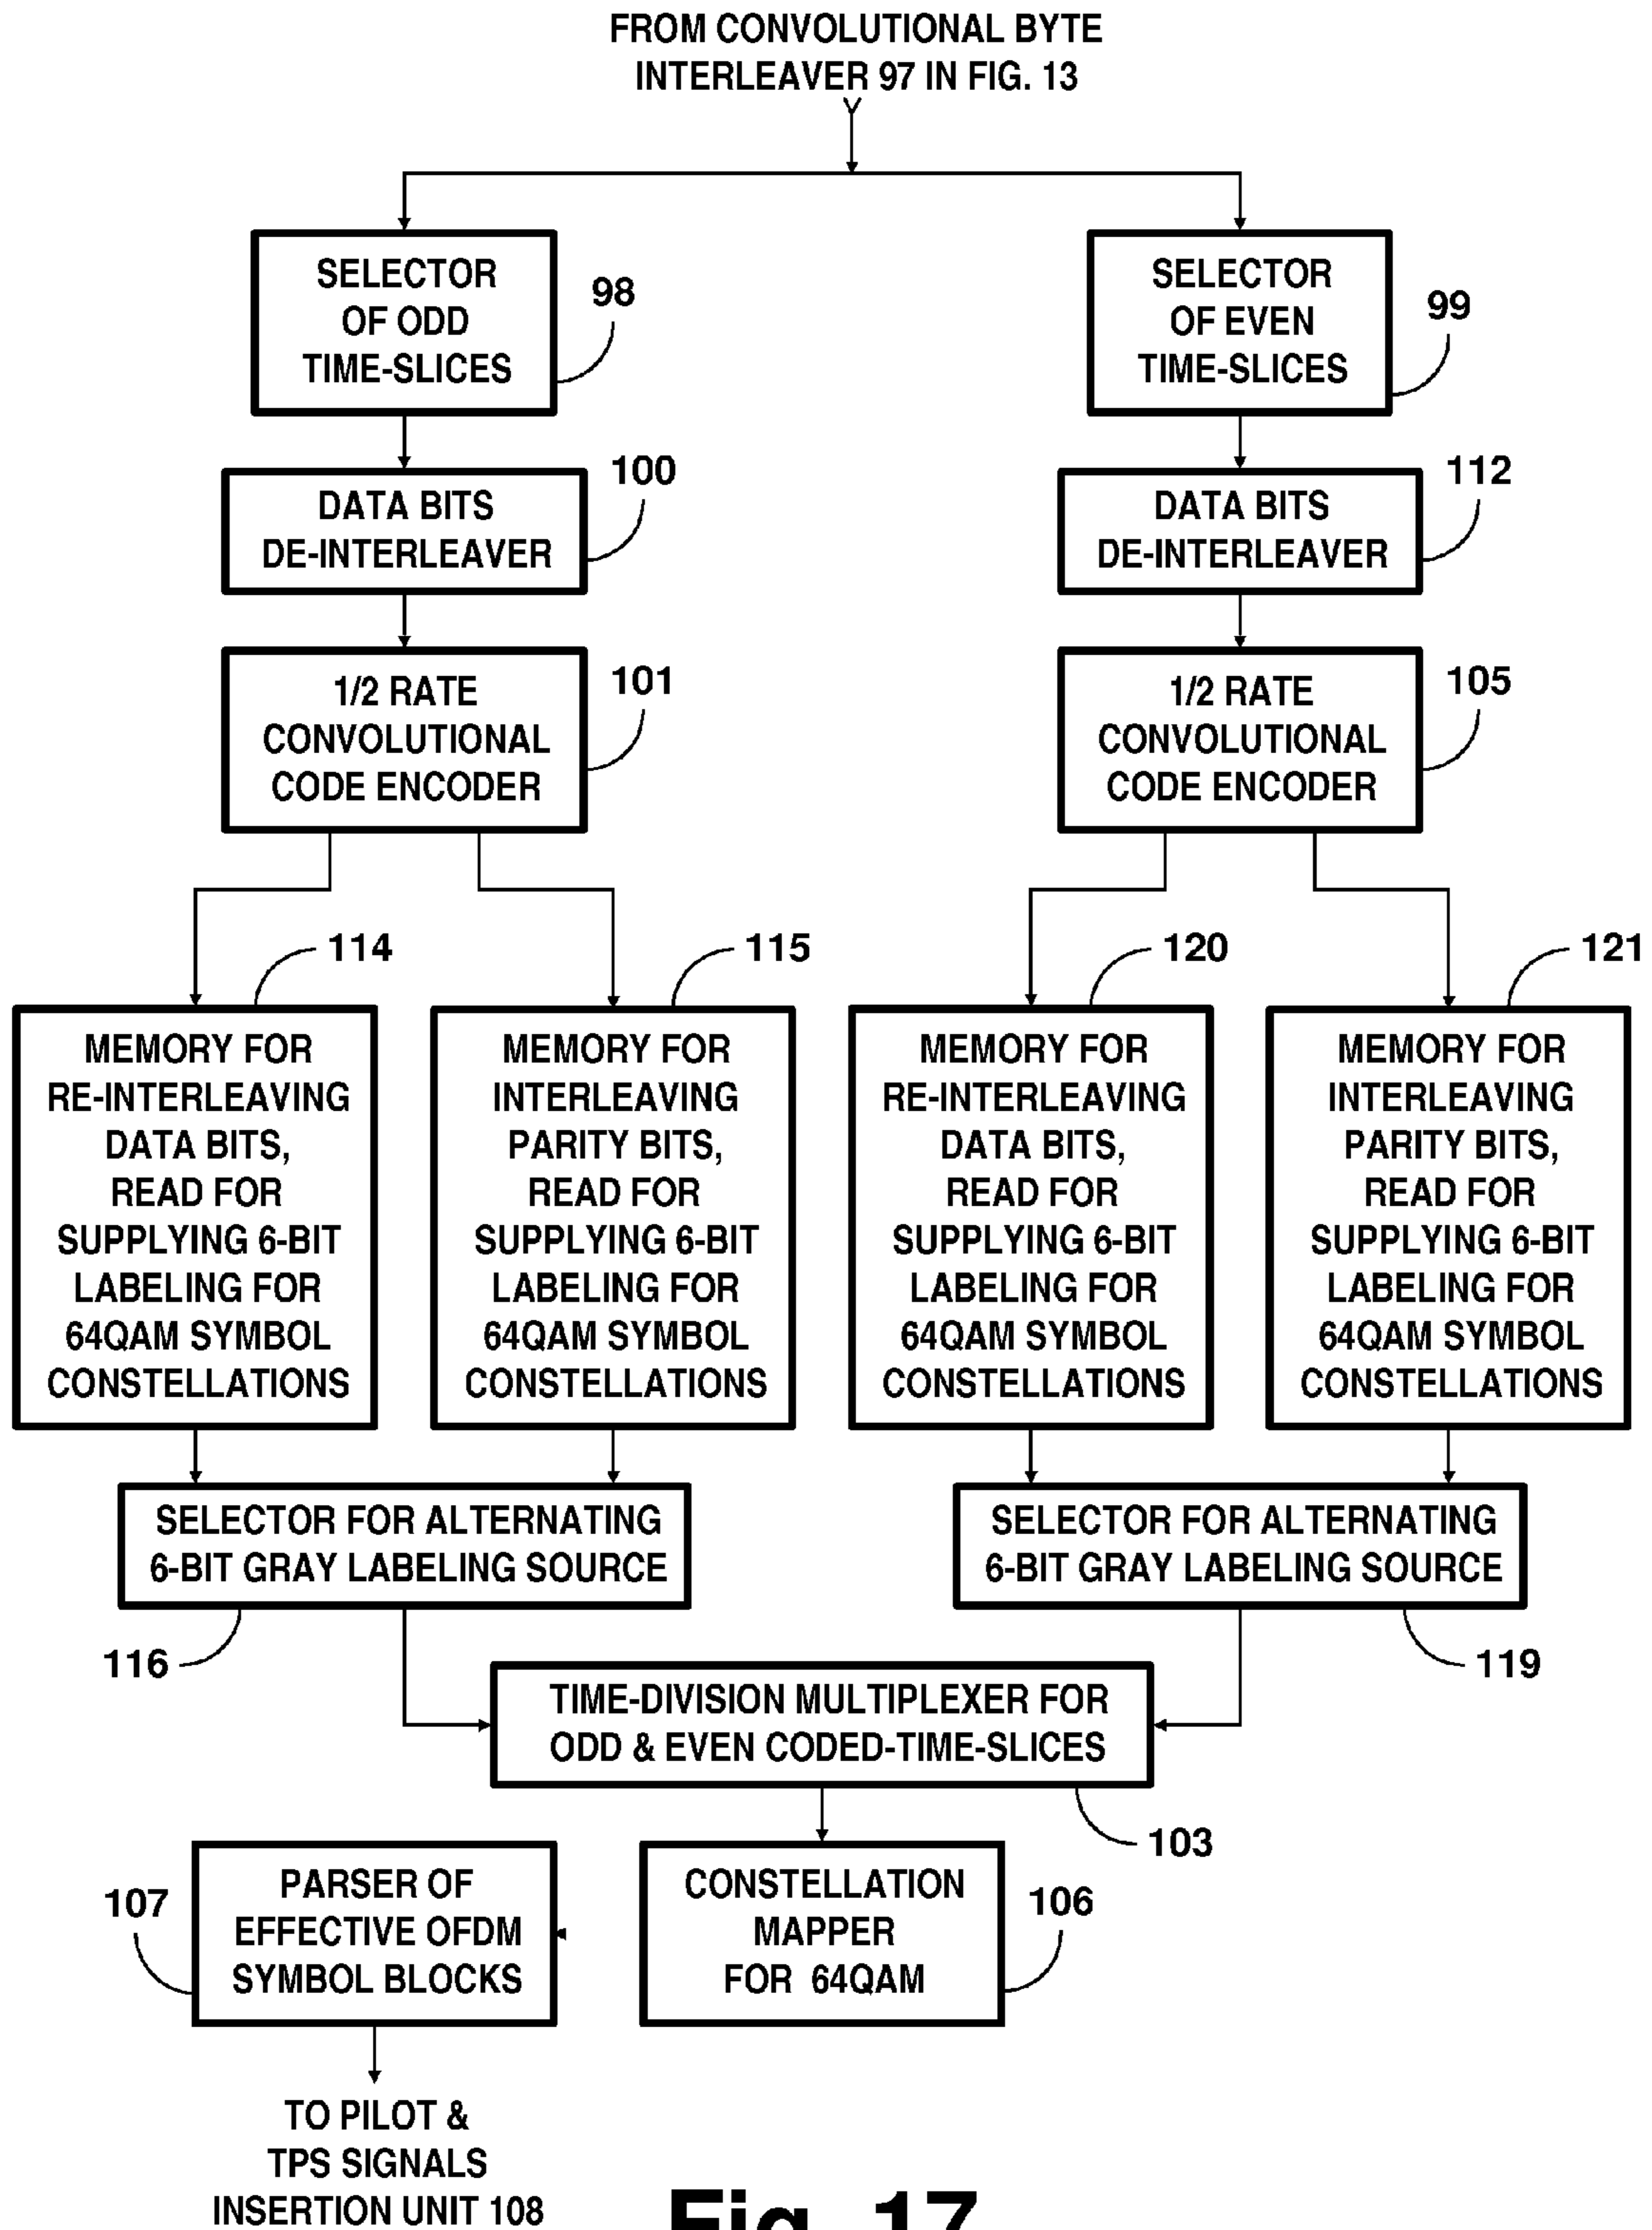 FROM CONVOLUTIONAL BYTE
INTERLEAVER 97 IN FIG. 13
SELECTOR
OF ODD
TIME-SLICES
98
SELECTOR
OF EVEN
TIME-SLICES
99
DATA BITS
DE-INTERLEAVER
100
DATA BITS
DE-INTERLEAVER
112
1/2 RATE
CONVOLUTIONAL
CODE ENCODER
101
1/2 RATE
CONVOLUTIONAL
CODE ENCODER
105
114
115
120
121
MEMORY FOR
RE-INTERLEAVING
DATA BITS,
READ FOR
SUPPLYING 6-BIT
LABELING FOR
64QAM SYMBOL
CONSTELLATIONS
MEMORY FOR
INTERLEAVING
PARITY BITS,
READ FOR
SUPPLYING 6-BIT
LABELING FOR
64QAM SYMBOL
CONSTELLATIONS
MEMORY FOR
RE-INTERLEAVING
DATA BITS,
READ FOR
SUPPLYING 6-BIT
LABELING FOR
64QAM SYMBOL
CONSTELLATIONS
MEMORY FOR
INTERLEAVING
PARITY BITS,
READ FOR
SUPPLYING 6-BIT
LABELING FOR
64QAM SYMBOL
CONSTELLATIONS
SELECTOR FOR ALTERNATING
6-BIT GRAY LABELING SOURCE
116
SELECTOR FOR ALTERNATING
6-BIT GRAY LABELING SOURCE
119
TIME-DIVISION MULTIPLEXER FOR
ODD & EVEN CODED-TIME-SLICES
103
107
PARSER OF
EFFECTIVE OFDM
SYMBOL BLOCKS
CONSTELLATION
MAPPER
FOR 64QAM
106
TO PILOT &
TPS SIGNALS
INSERTION UNIT 108
Fig. 17